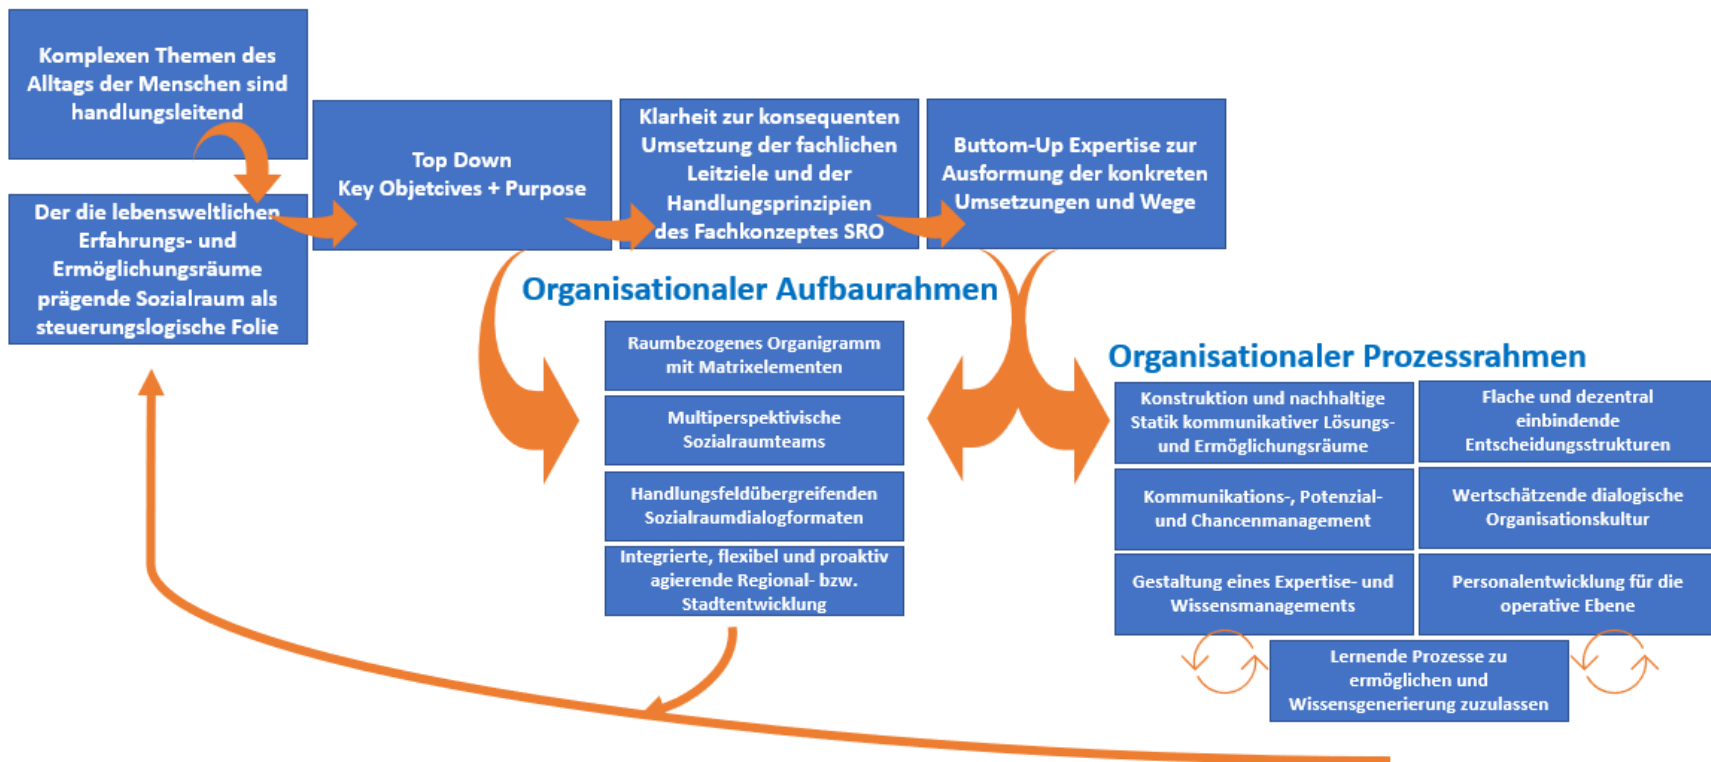 Komplexen Themen des
Alltags der Menschen sind
handlungsleitend
Der die lebensweltlichen
Erfahrungs- und
Ermöglichungsräume
prägende Sozialraum als
steuerungslogische Folie
Top Down
Key Objetcives + Purpose
Klarheit zur konsequenten
Umsetzung der fachlichen
Leitziele und der
Handlungsprinzipien
des Fachkonzeptes SRO
Buttom-Up Expertise zur
Ausformung der konkreten
Umsetzungen und Wege
Organisationaler Aufbaurahmen
Raumbezogenes Organigramm
mit Matrixelementen
Multiperspektivische
Sozialraumteams
Handlungsfeldübergreifenden
Sozialraumdialogformaten
Integrierte, flexibel und proaktiv
agierende Regional- bzw.
Stadtentwicklung
Organisationaler Prozessrahmen
Konstruktion und nachhaltige
Statik kommunikativer Lösungs-
und Ermöglichungsräume
Flache und dezentral
einbindende
Entscheidungsstrukturen
Kommunikations-, Potenzial-
und Chancenmanagement
Wertschätzende dialogische
Organisationskultur
Gestaltung eines Expertise- und
Wissensmanagements
Personalentwicklung für die
operative Ebene
Lernende Prozesse zu
ermöglichen und
Wissensgenerierung zuzulassen